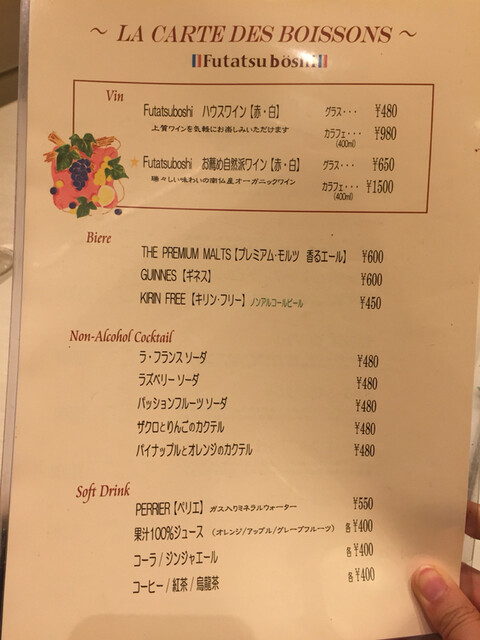 ～ LA CARTE DES BOISSONS ～
Futatsuboshi
Vin
Futatsuboshi ハウスワイン【赤・白】 グラス・・・ ¥480
上質ワインを気軽にお楽しみいただけます カラフェ・・・ ¥980
(400ml)
★Futatsuboshi お薦め自然派ワイン【赤・白】 グラス・・・ ¥650
瑞々しい味わいの南仏産オーガニックワイン カラフェ・・・ ¥1500
(400ml)
Biere
THE PREMIUM MALTS【プレミアム・モルツ 香るエール】 ¥600
GUINNES【ギネス】 ¥600
KIRIN FREE【キリン・フリー】ノンアルコールビール ¥450
Non-Alcohol Cocktail
ラ・フランスソーダ ¥480
ラズベリーソーダ ¥480
パッションフルーツソーダ ¥480
ザクロとりんごのカクテル ¥480
パイナップルとオレンジのカクテル ¥480
Soft Drink
PERRIER【ペリエ】ガス入りミネラルウォーター ¥550
果汁100%ジュース (オレンジ/アップル/グレープフルーツ) 各¥400
コーラ/ジンジャエール 各¥400
コーヒー/紅茶/烏龍茶 各¥400